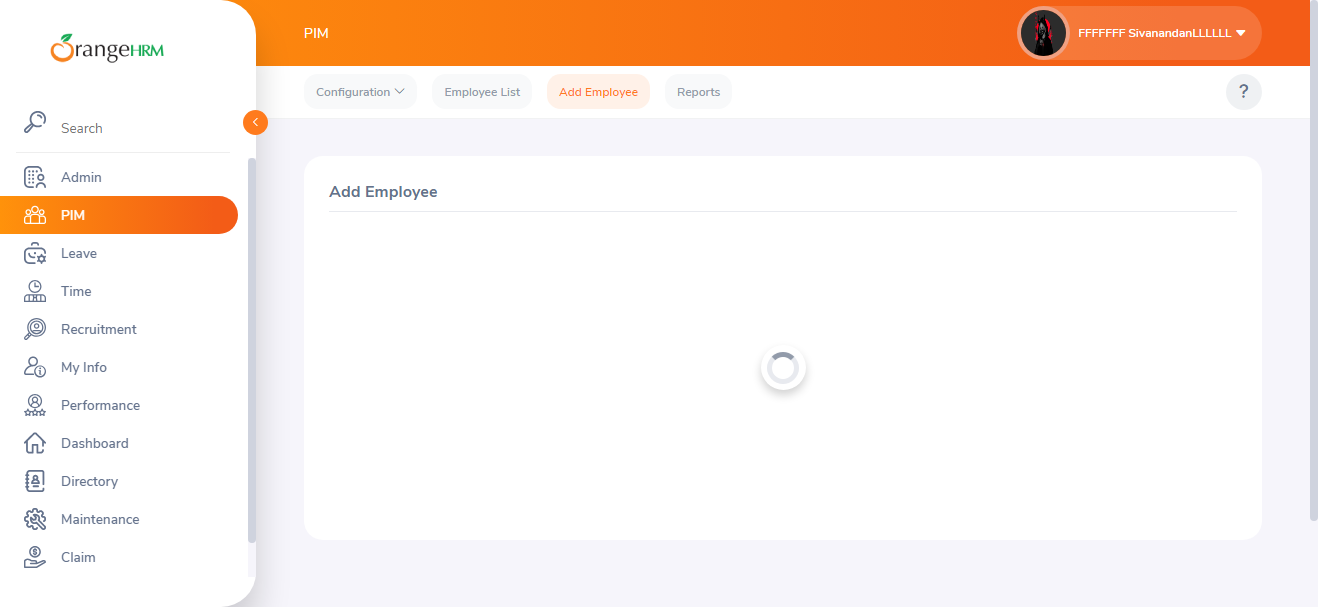 OrangeHRM
Search
Admin
PIM
Leave
Time
Recruitment
My Info
Performance
Dashboard
Directory
Maintenance
Claim
PIM
FFFFFFF SivanandanLLLLLL
Configuration
Employee List
Add Employee
Reports
?
Add Employee